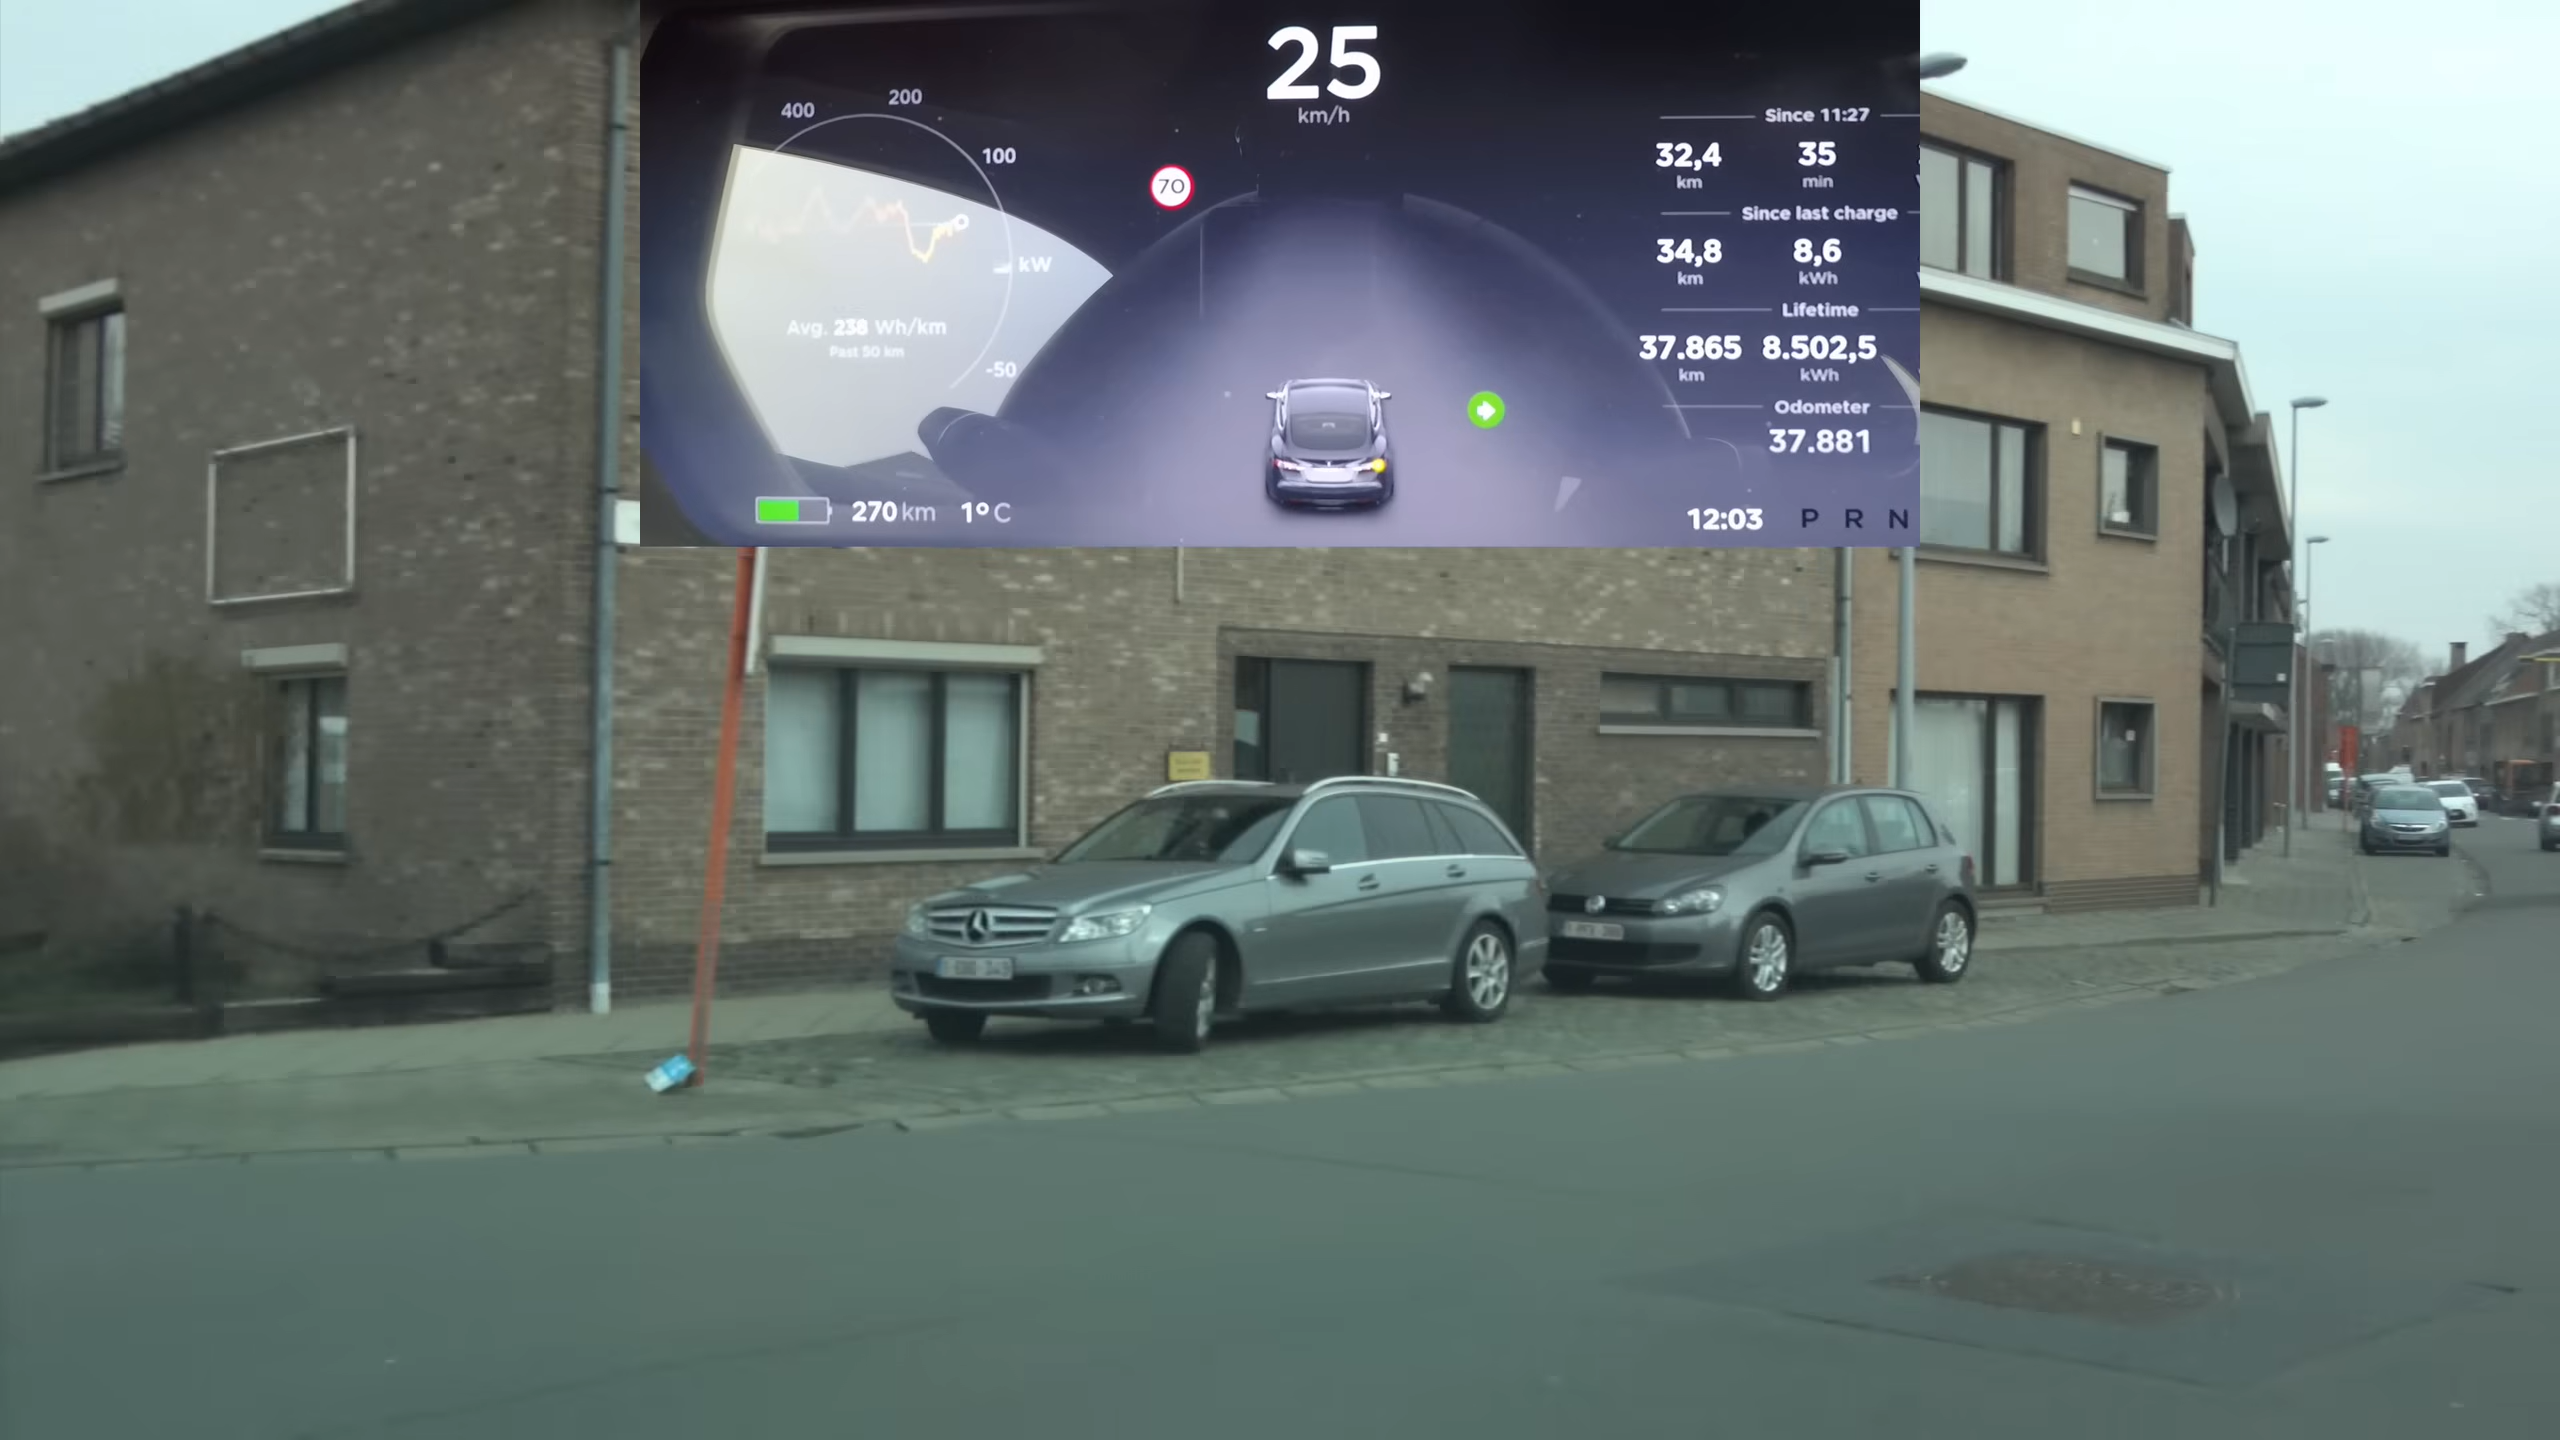 25
km/h
400
200
100
kW
-50
70
Avg. 238 Wh/km
Past 50 km
270 km
1° C
Since 11:27
32,4
35
km
min
Since last charge
34,8
8,6
km
kWh
Lifetime
37.865
8.502,5
km
kWh
Odometer
37.881
12:03
P R N